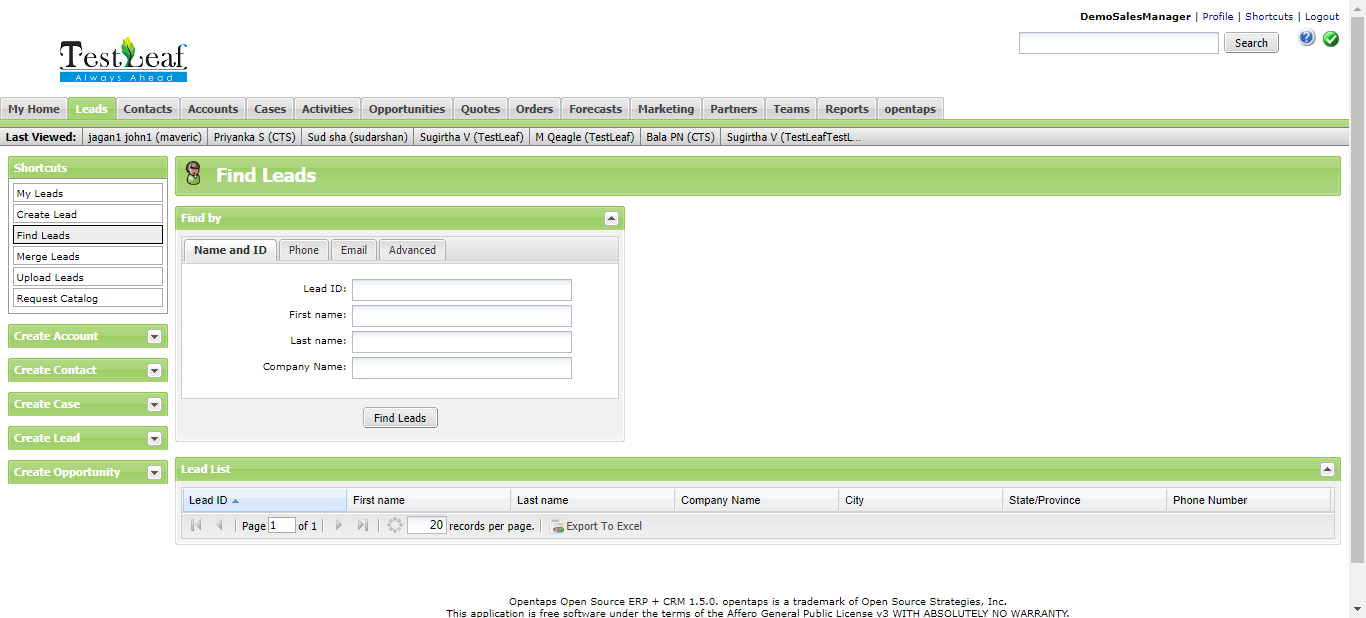 DemoSalesManager | Profile | Shortcuts | Logout
TestLeaf
Always Ahead
Search
My Home Leads Contacts Accounts Cases Activities Opportunities Quotes Orders Forecasts Marketing Partners Teams Reports opentaps
Last Viewed: jagan1 john1 (maveric) Priyanka S (CTS) Sud sha (sudarshan) Sugirtha V (TestLeaf) M Qeagle (TestLeaf) Bala PN (CTS) Sugirtha V (TestLeafTestL...
Shortcuts
My Leads
Create Lead
Find Leads
Merge Leads
Upload Leads
Request Catalog
Create Account
Create Contact
Create Case
Create Lead
Create Opportunity
Find Leads
Find by
Name and ID Phone Email Advanced
Lead ID:
First name:
Last name:
Company Name:
Find Leads
Lead List
Lead ID First name Last name Company Name City State/Province Phone Number
Page 1 of 1 20 records per page. Export To Excel
Opentaps Open Source ERP + CRM 1.5.0. opentaps is a trademark of Open Source Strategies, Inc.
This application is free software under the terms of the Affero General Public License v3 WITH ABSOLUTELY NO WARRANTY.